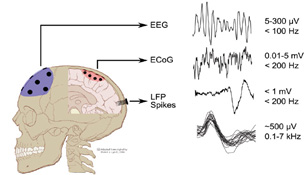 EEG
5-300 µV
< 100 Hz
ECoG
0.01-5 mV
< 200 Hz
LFP
Spikes
< 1 mV
< 200 Hz
~500 µV
0.1-7 kHz